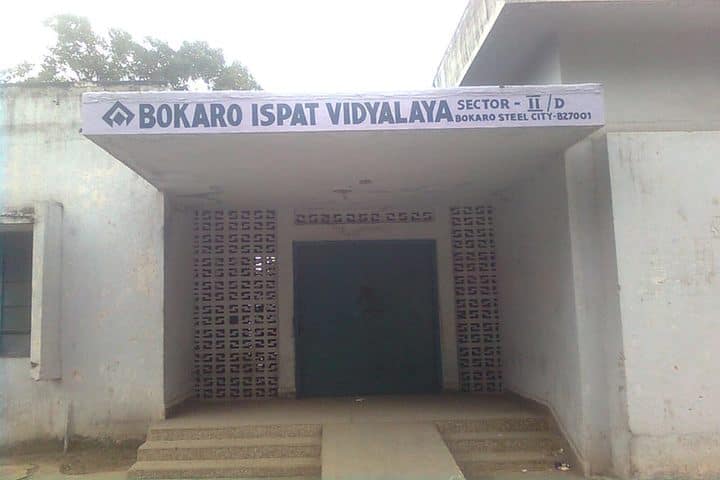 BOKARO ISPAT VIDYALAYA
SECTOR - II/D
BOKARO STEEL CITY-827001